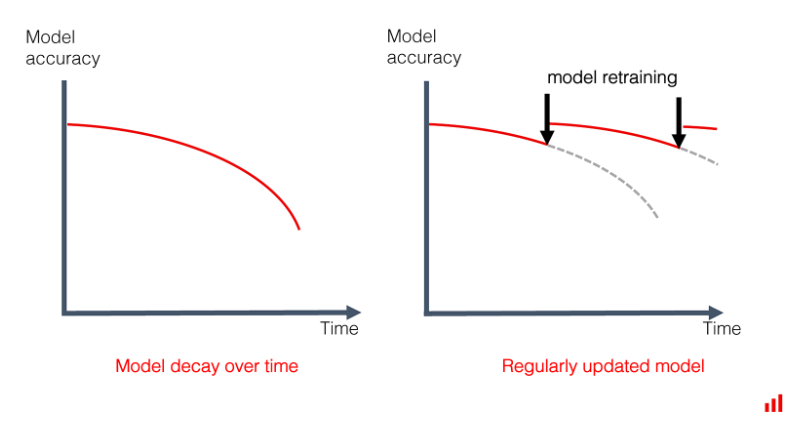 Model
accuracy
Time
Model decay over time
Model
accuracy
model retraining
Time
Regularly updated model